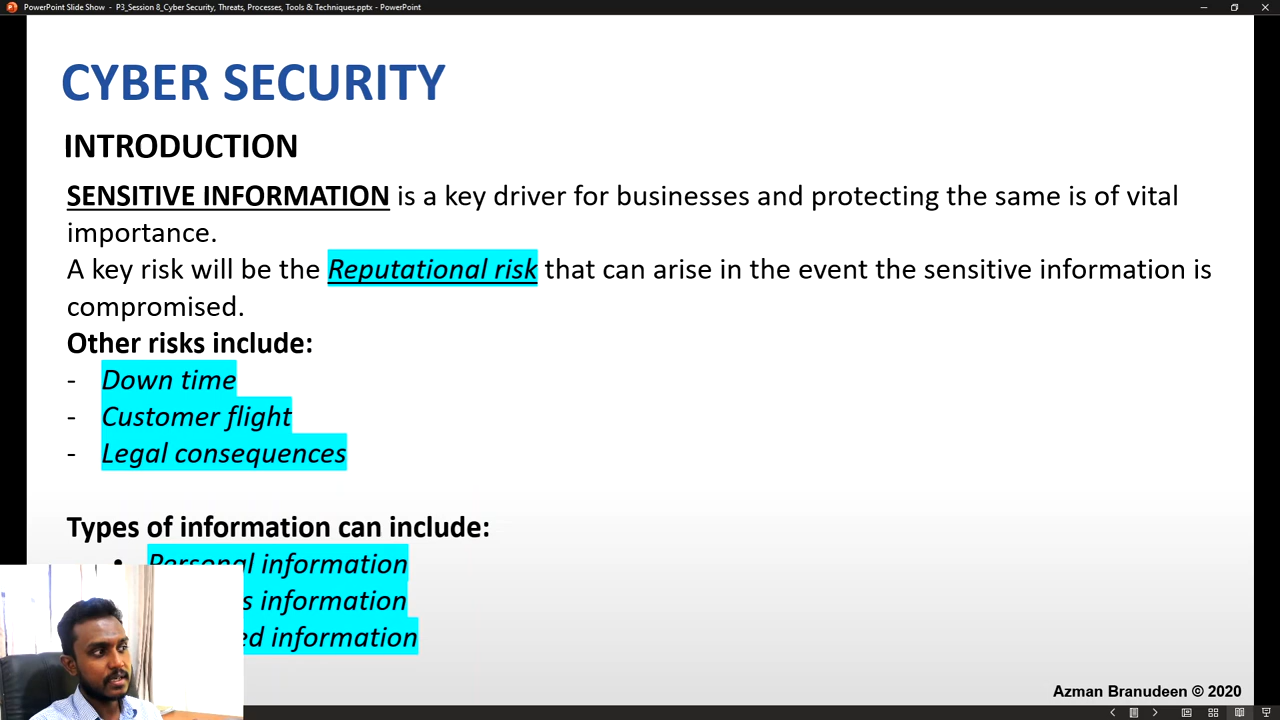 PowerPoint Slide Show - P3_Session 8_Cyber Security, Threats, Processes, Tools & Techniques.pptx - PowerPoint
CYBER SECURITY
INTRODUCTION
SENSITIVE INFORMATION is a key driver for businesses and protecting the same is of vital
importance.
A key risk will be the Reputational risk that can arise in the event the sensitive information is
compromised.
Other risks include:
- Down time
- Customer flight
- Legal consequences
Types of information can include:
• Personal information
information
information
Azman Branudeen © 2020